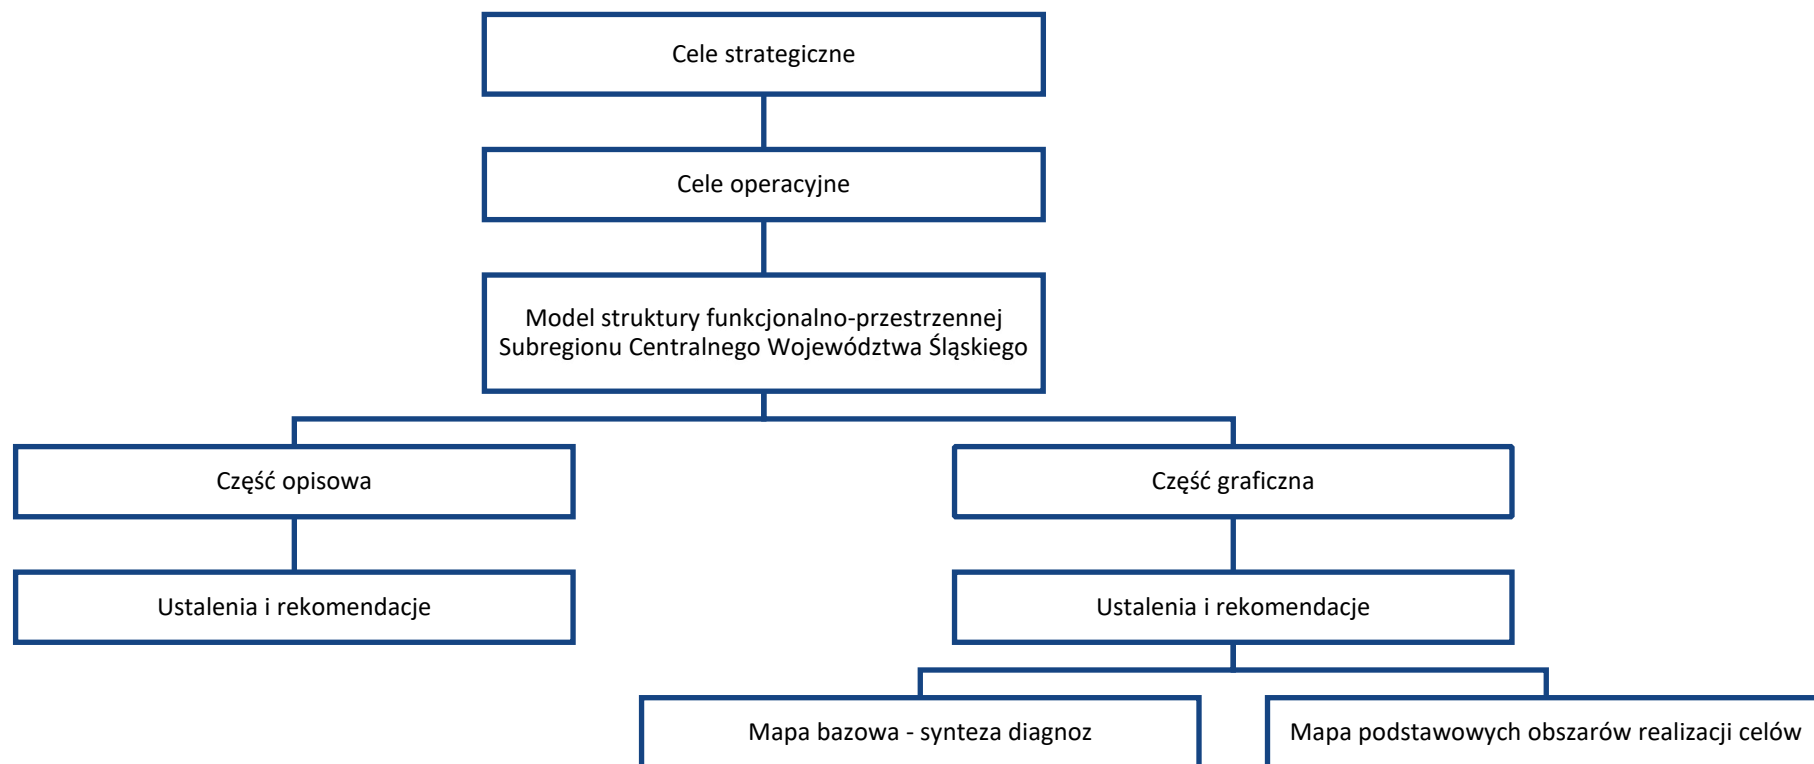 Cele strategiczne
Cele operacyjne
Model struktury funkcjonalno-przestrzennej
Subregionu Centralnego Województwa Śląskiego
Część opisowa
Część graficzna
Ustalenia i rekomendacje
Ustalenia i rekomendacje
Mapa bazowa - synteza diagnoz
Mapa podstawowych obszarów realizacji celów